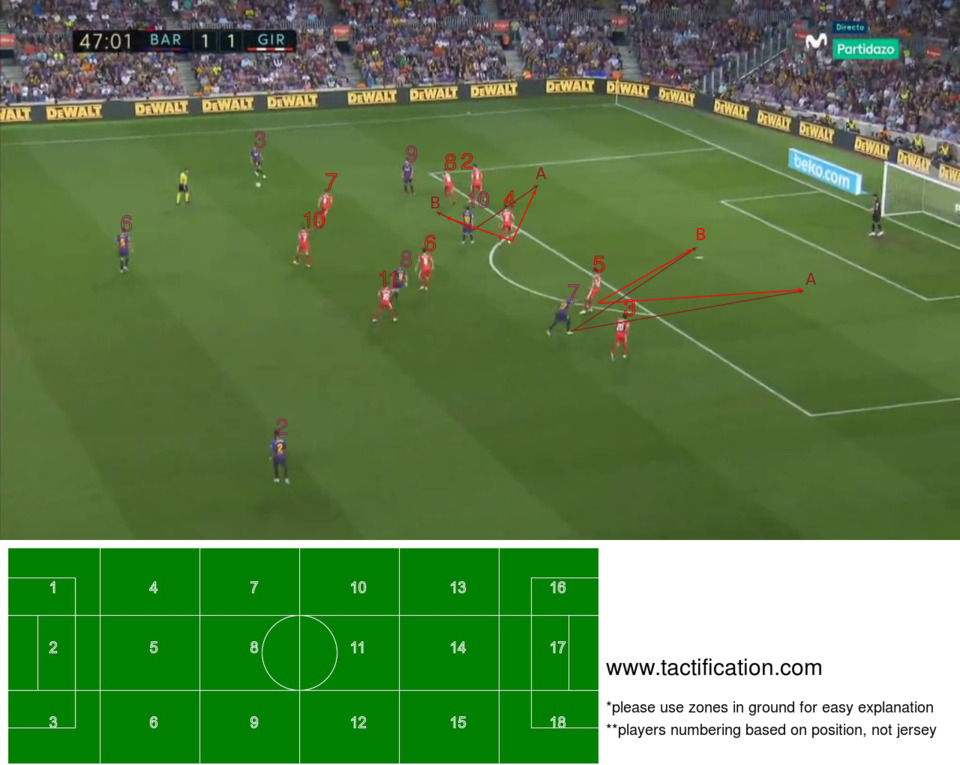 47:01 BAR 1 1 GIR
Directo
Partidazo
DEWALT DEWALT DEWALT DEWALT DEWALT DEWALT DEWALT DEWALT DEWALT DEWALT DEWALT DEWALT DEWALT DEWALT
beko.com
3
9
8 2
A
7
10 4
B
6
10
6
8
B
11
5
7
A
3
2
1 4 7 10 13 16
2 5 8 11 14 17
3 6 9 12 15 18
www.tactification.com
*please use zones in ground for easy explanation
**players numbering based on position, not jersey